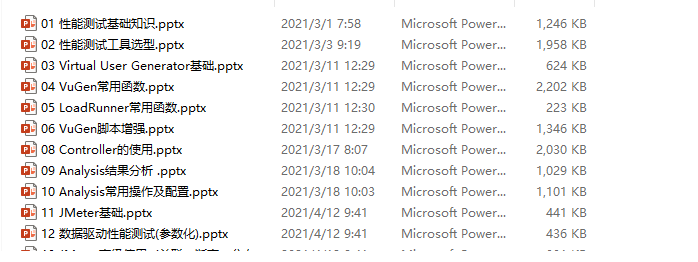 01 性能测试基础知识.pptx 2021/3/1 7:58 Microsoft Power... 1,246 KB
02 性能测试工具选型.pptx 2021/3/3 9:19 Microsoft Power... 1,958 KB
03 Virtual User Generator基础.pptx 2021/3/11 12:29 Microsoft Power... 624 KB
04 VuGen常用函数.pptx 2021/3/11 12:29 Microsoft Power... 2,202 KB
05 LoadRunner常用函数.pptx 2021/3/11 12:30 Microsoft Power... 223 KB
06 VuGen脚本增强.pptx 2021/3/11 12:29 Microsoft Power... 1,346 KB
08 Controller的使用.pptx 2021/3/17 8:07 Microsoft Power... 2,030 KB
09 Analysis结果分析 .pptx 2021/3/18 10:04 Microsoft Power... 1,029 KB
10 Analysis常用操作及配置.pptx 2021/3/18 10:03 Microsoft Power... 1,101 KB
11 JMeter基础.pptx 2021/4/12 9:41 Microsoft Power... 441 KB
12 数据驱动性能测试(参数化).pptx 2021/4/12 9:41 Microsoft Power... 436 KB